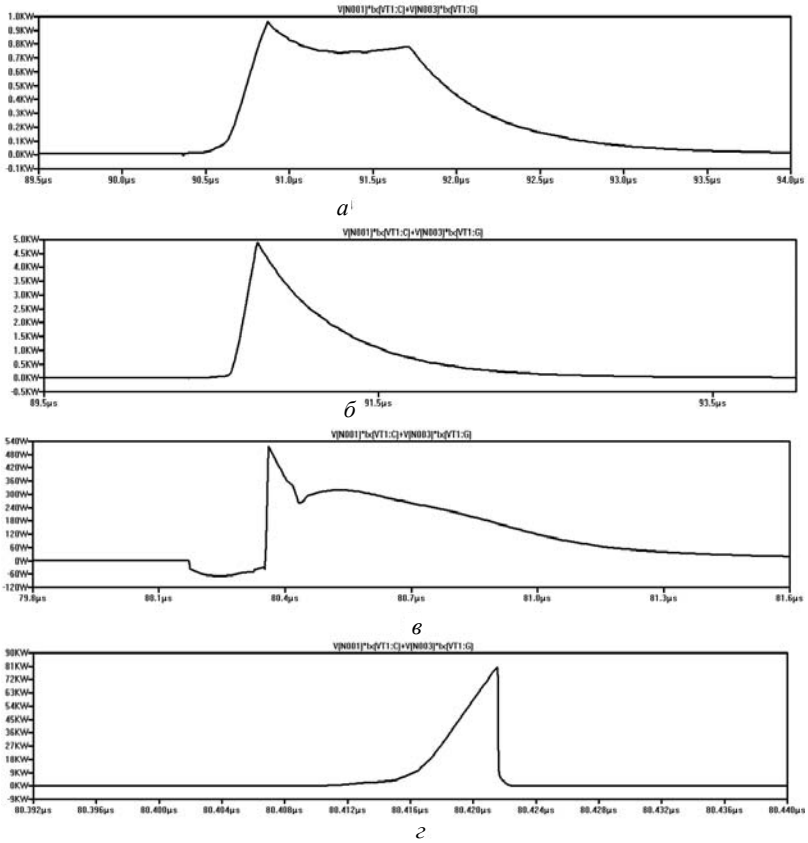 V[N001]*Ix[VT1:C]+V[N003]*Ix[VT1:G]
1.0KW
0.9KW
0.8KW
0.7KW
0.6KW
0.5KW
0.4KW
0.3KW
0.2KW
0.1KW
0.0KW
-0.1KW
89.5µs 90.0µs 90.5µs 91.0µs 91.5µs 92.0µs 92.5µs 93.0µs 93.5µs 94.0µs
а
V[N001]*Ix[VT1:C]+V[N003]*Ix[VT1:G]
5.0KW
4.5KW
4.0KW
3.5KW
3.0KW
2.5KW
2.0KW
1.5KW
1.0KW
0.5KW
0.0KW
-0.5KW
89.5µs 91.5µs 93.5µs
б
V[N001]*Ix[VT1:C]+V[N003]*Ix[VT1:G]
540W
480W
420W
360W
300W
240W
180W
120W
60W
0W
-60W
-120W
79.8µs 80.1µs 80.4µs 80.7µs 81.0µs 81.3µs 81.6µs
в
V[N001]*Ix[VT1:C]+V[N003]*Ix[VT1:G]
90KW
81KW
72KW
63KW
54KW
45KW
36KW
27KW
18KW
9KW
0KW
-9KW
80.392µs 80.396µs 80.400µs 80.404µs 80.408µs 80.412µs 80.416µs 80.420µs 80.424µs 80.428µs 80.432µs 80.436µs 80.440µs
г